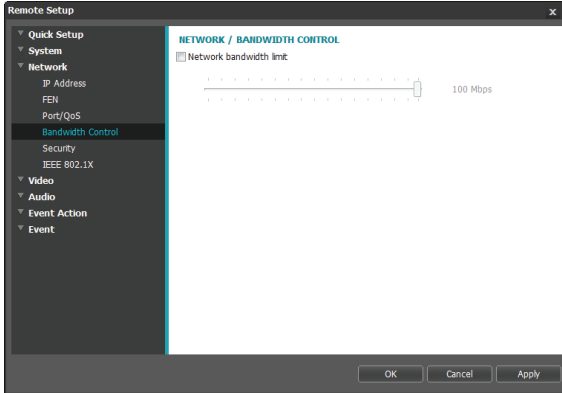 Remote Setup
x
Quick Setup
System
Network
IP Address
FEN
Port/QoS
Bandwidth Control
Security
IEEE 802.1X
Video
Audio
Event Action
Event
NETWORK / BANDWIDTH CONTROL
Network bandwidth limit
100 Mbps
OK
Cancel
Apply